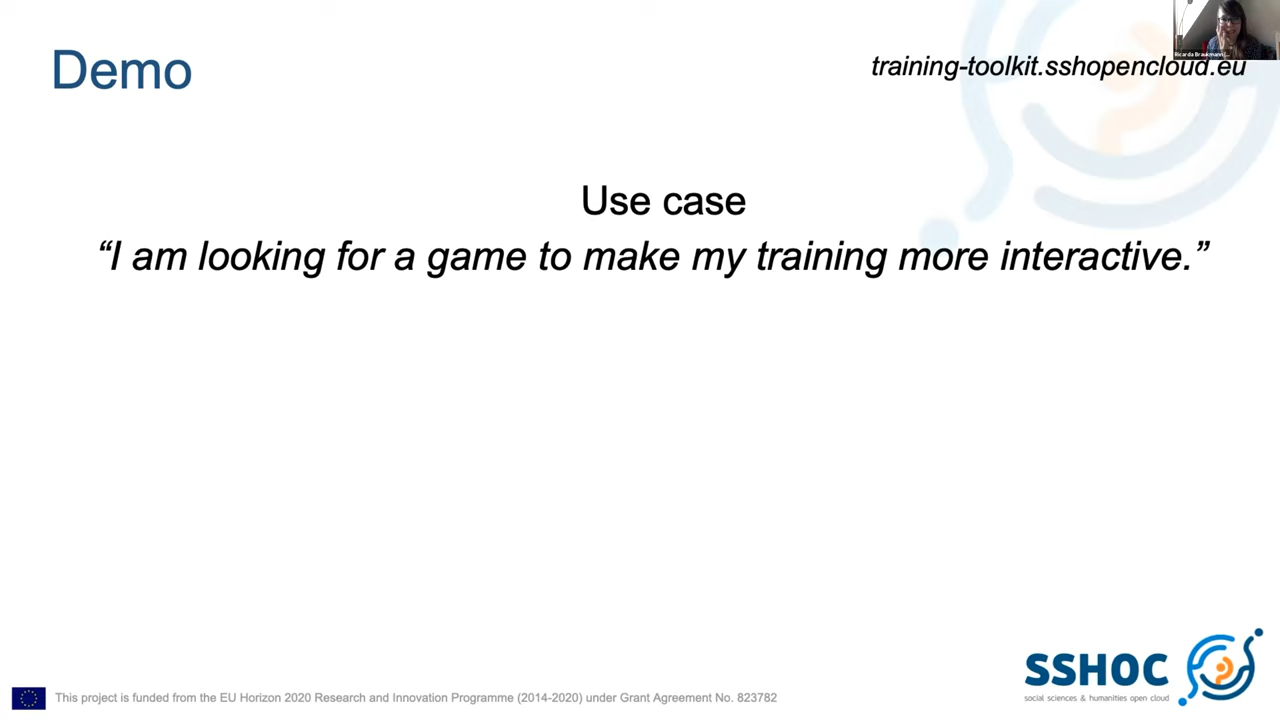 Demo
training-toolkit.sshopencloud.eu
Ricarda Braukmann
Use case
“I am looking for a game to make my training more interactive.”
SSHOC
social sciences & humanities open cloud
This project is funded from the EU Horizon 2020 Research and Innovation Programme (2014-2020) under Grant Agreement No. 823782